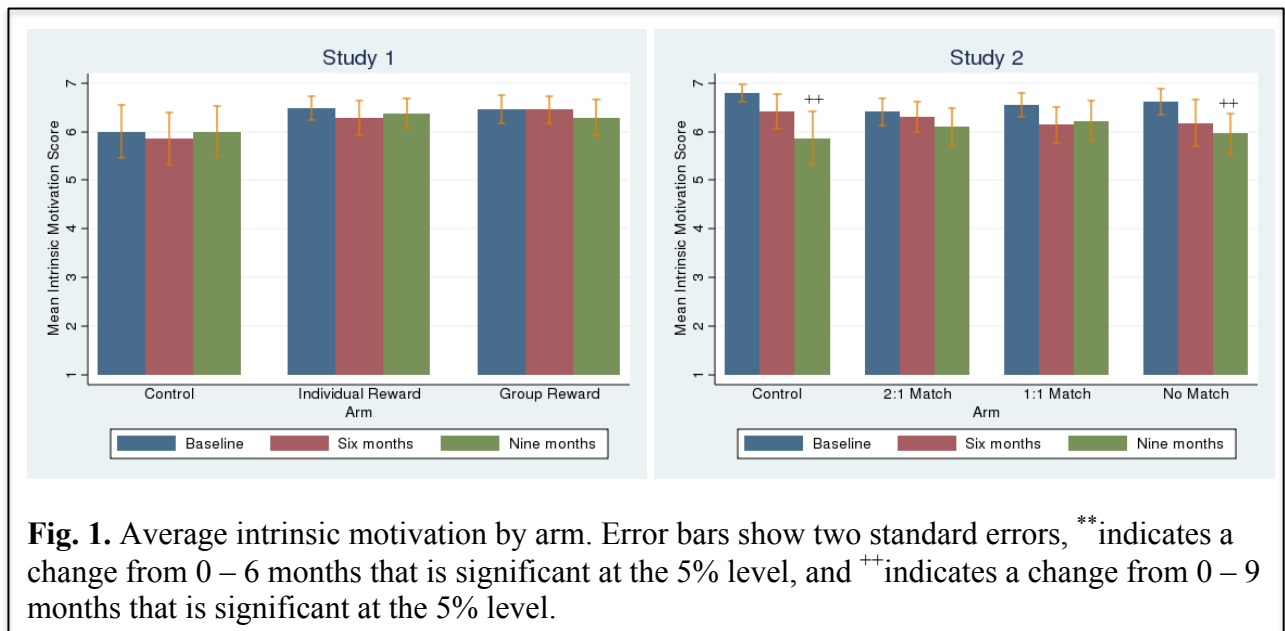 Study 1
Mean Intrinsic Motivation Score
7
6
5
4
3
2
1
Control Individual Reward Group Reward
Arm
Baseline Six months Nine months
Study 2
Mean Intrinsic Motivation Score
7
6
5
4
3
2
1
++ ++
Control 2:1 Match 1:1 Match No Match
Arm
Baseline Six months Nine months
Fig. 1. Average intrinsic motivation by arm. Error bars show two standard errors, **indicates a
change from 0 – 6 months that is significant at the 5% level, and ++indicates a change from 0 – 9
months that is significant at the 5% level.